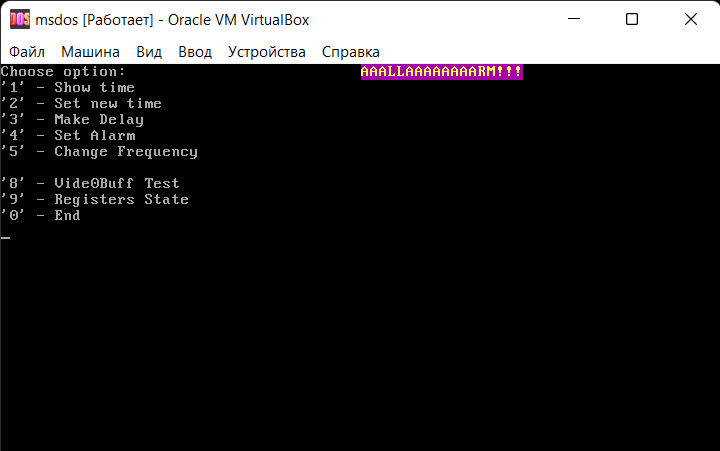 DOS
msdos [Работает] - Oracle VM VirtualBox
Файл Машина Вид Ввод Устройства Справка
Choose option: AAALLAAAAAAAARM!!!
'1' - Show time
'2' - Set new time
'3' - Make Delay
'4' - Set Alarm
'5' - Change Frequency
'8' - Vide0Buff Test
'9' - Registers State
'0' - End
_